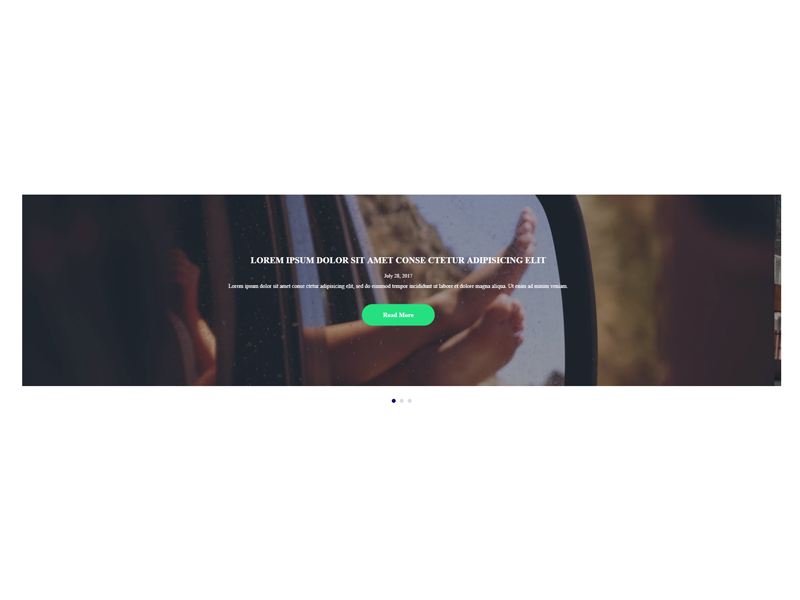 LOREM IPSUM DOLOR SIT AMET CONSE CTETUR ADIPISICING ELIT
July 28, 2017
Lorem ipsum dolor sit amet conse ctetur adipisicing elit, sed do eiusmod tempor incididunt ut labore et dolore magna aliqua. Ut enim ad minim veniam.
Read More